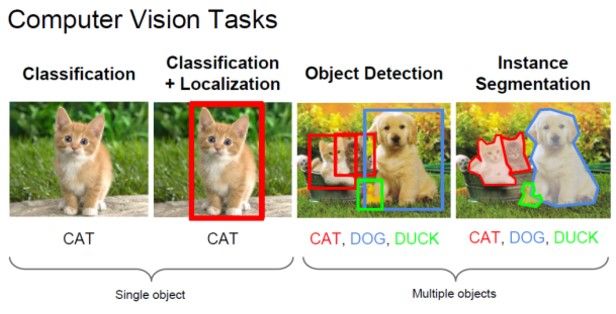 Computer Vision Tasks
Classification
Classification
+ Localization
Object Detection
Instance
Segmentation
CAT
CAT
CAT, DOG, DUCK
CAT, DOG, DUCK
Single object
Multiple objects